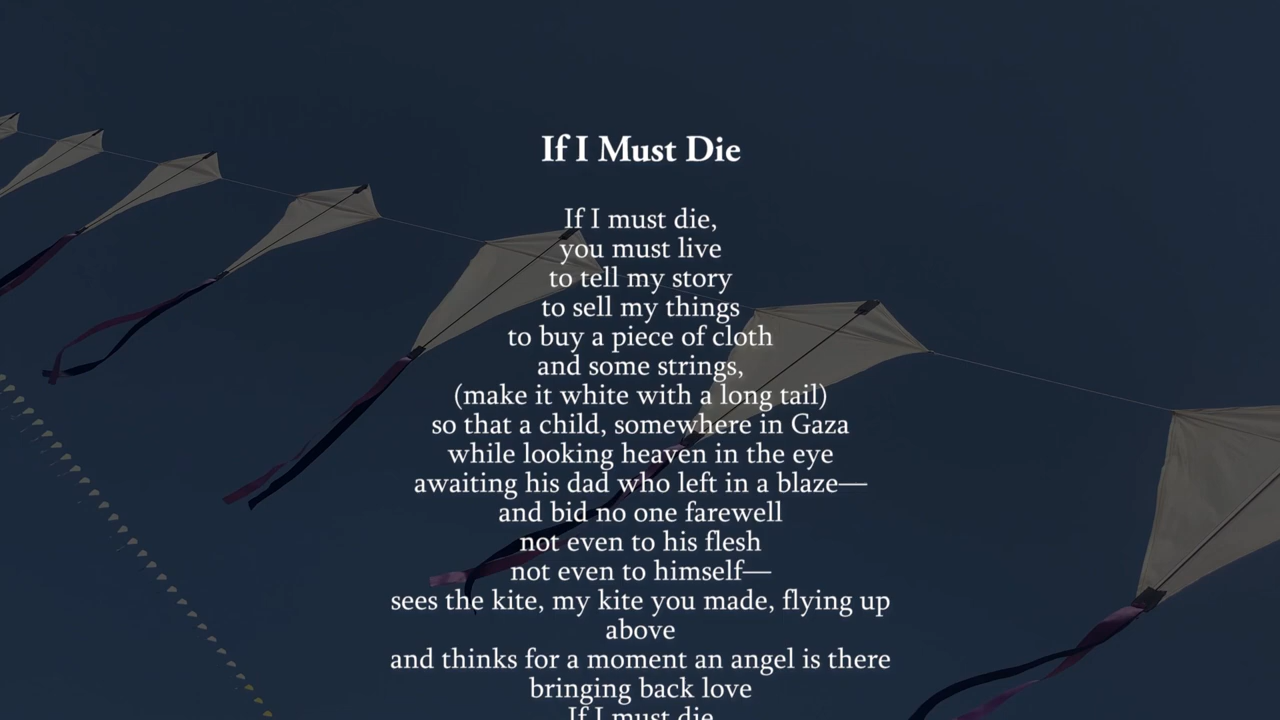 If I Must Die
If I must die,
you must live
to tell my story
to sell my things
to buy a piece of cloth
and some strings,
(make it white with a long tail)
so that a child, somewhere in Gaza
while looking heaven in the eye
awaiting his dad who left in a blaze—
and bid no one farewell
not even to his flesh
not even to himself—
sees the kite, my kite you made, flying up
above
and thinks for a moment an angel is there
bringing back love
If I must die